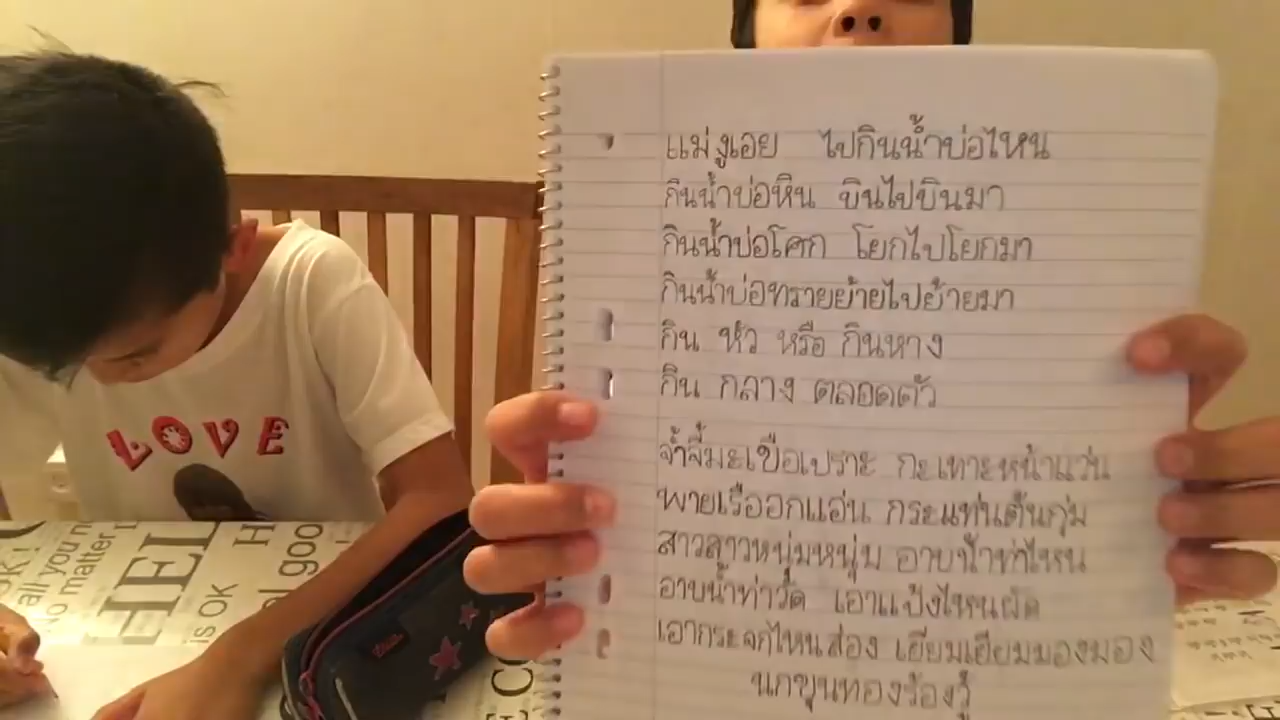 แม่งูเอย ไปกินน้ำบ่อไหน
กินน้ำบ่อหิน บินไปบินมา
กินน้ำบ่อโศก โยกไปโยกมา
กินน้ำบ่อทรายย้ายไปย้ายมา
กิน หัว หรือ กินหาง
กิน กลาง ตลอดตัว
จ้ำจี้มะเขือเปราะ กะเทาะหน้าแว่น
พายเรืออกแอ่น กระแท่นต้นกุ่ม
สาวสาวหนุ่มหนุ่ม อาบน้ำท่าไหน
อาบน้ำท่าวัด เอาแป้งไหนผัด
เอากระจกไหนส่อง เยี่ยมเยี่ยมมองมอง
นกขุนทองร้องวู้
LOVE
all you n
No matter
HEL
is OK
H
goo